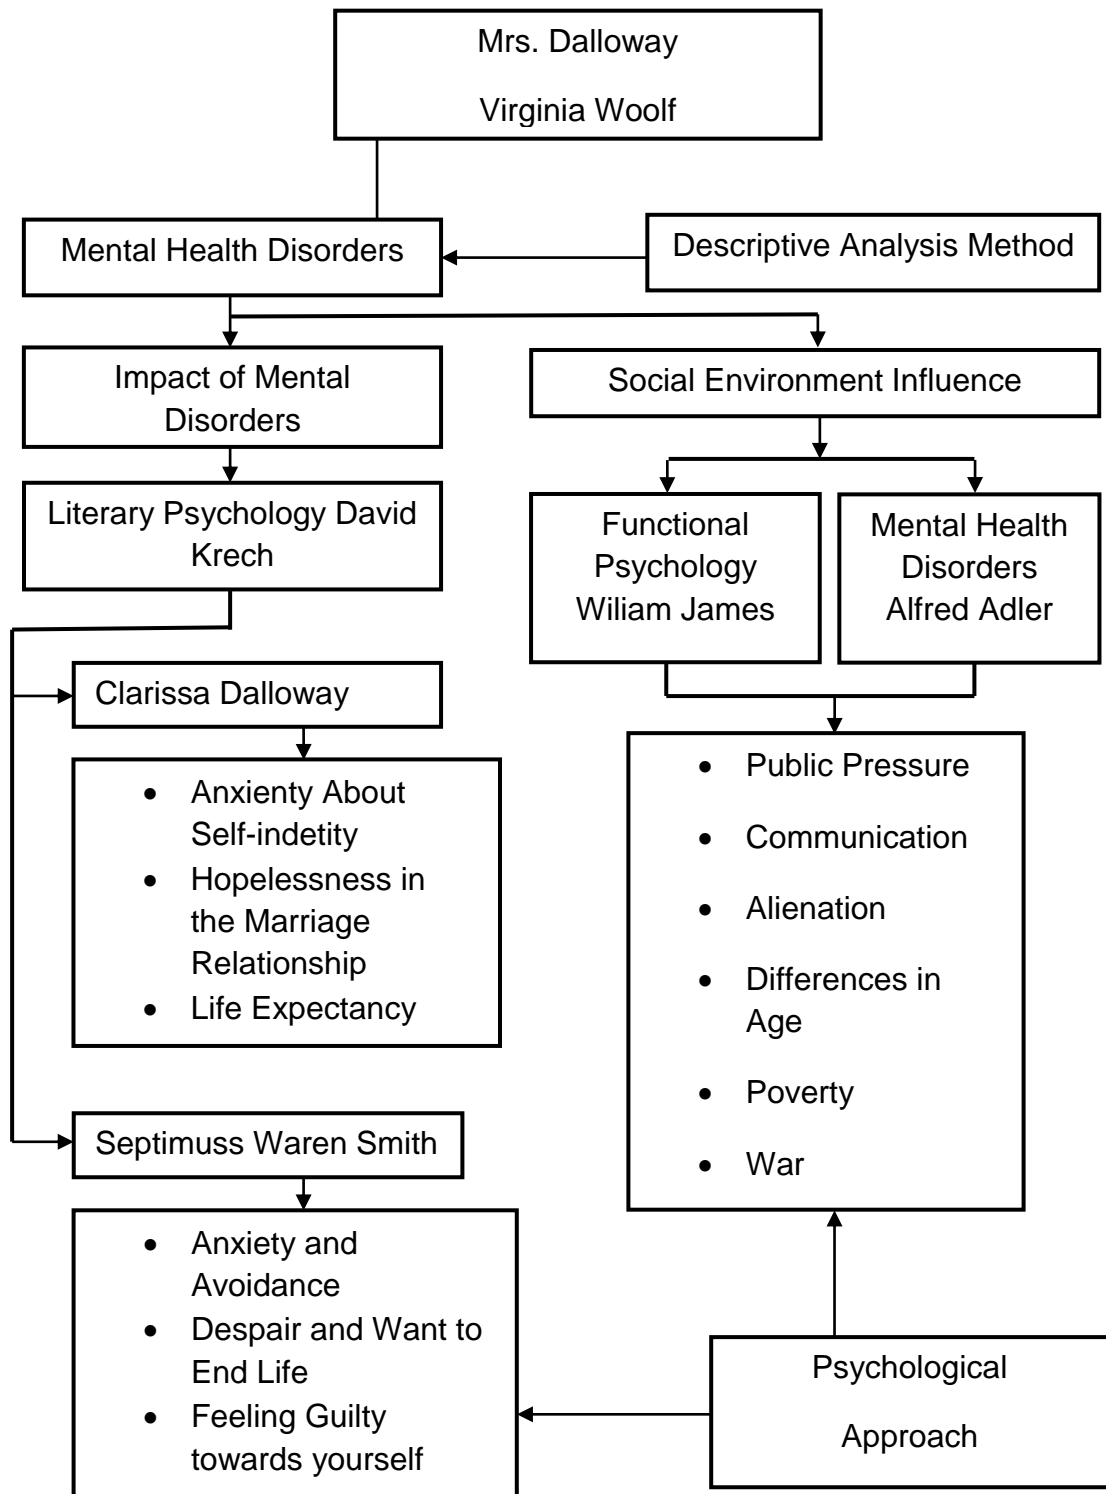 Mrs. Dalloway
Virginia Woolf
Mental Health Disorders
Descriptive Analysis Method
Impact of Mental
Disorders
Social Environment Influence
Literary Psychology David
Krech
Functional
Psychology
Wiliam James
Mental Health
Disorders
Alfred Adler
Clarissa Dalloway
• Anxienty About
Self-indetity
• Hopelessness in
the Marriage
Relationship
• Life Expectancy
• Public Pressure
• Communication
• Alienation
• Differences in
Age
• Poverty
• War
Septimuss Waren Smith
• Anxiety and
Avoidance
• Despair and Want to
End Life
• Feeling Guilty
towards yourself
Psychological
Approach